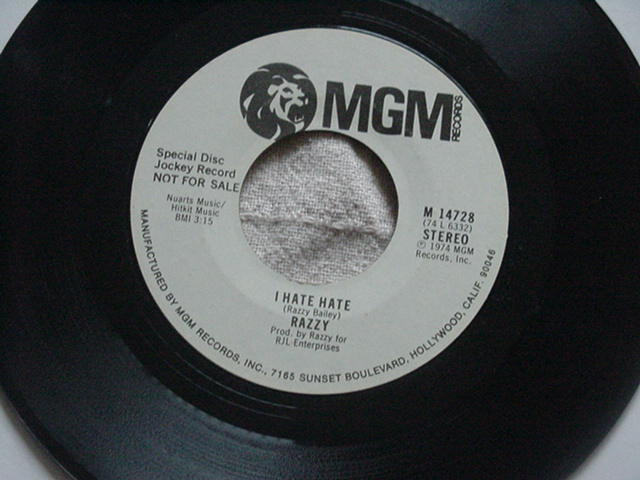 MGM
RECORDS
Special Disc
Jockey Record
NOT FOR SALE
Nuarts Music/
Hitkit Music
BMI 3:15
M 14728
(74 L 6332)
STEREO
℗ 1974 MGM
Records, Inc.
I HATE HATE
(Razzy Bailey)
RAZZY
Prod. by Razzy for
RJL Enterprises
MANUFACTURED BY MGM RECORDS, INC., 7165 SUNSET BOULEVARD, HOLLYWOOD, CALIF. 90046